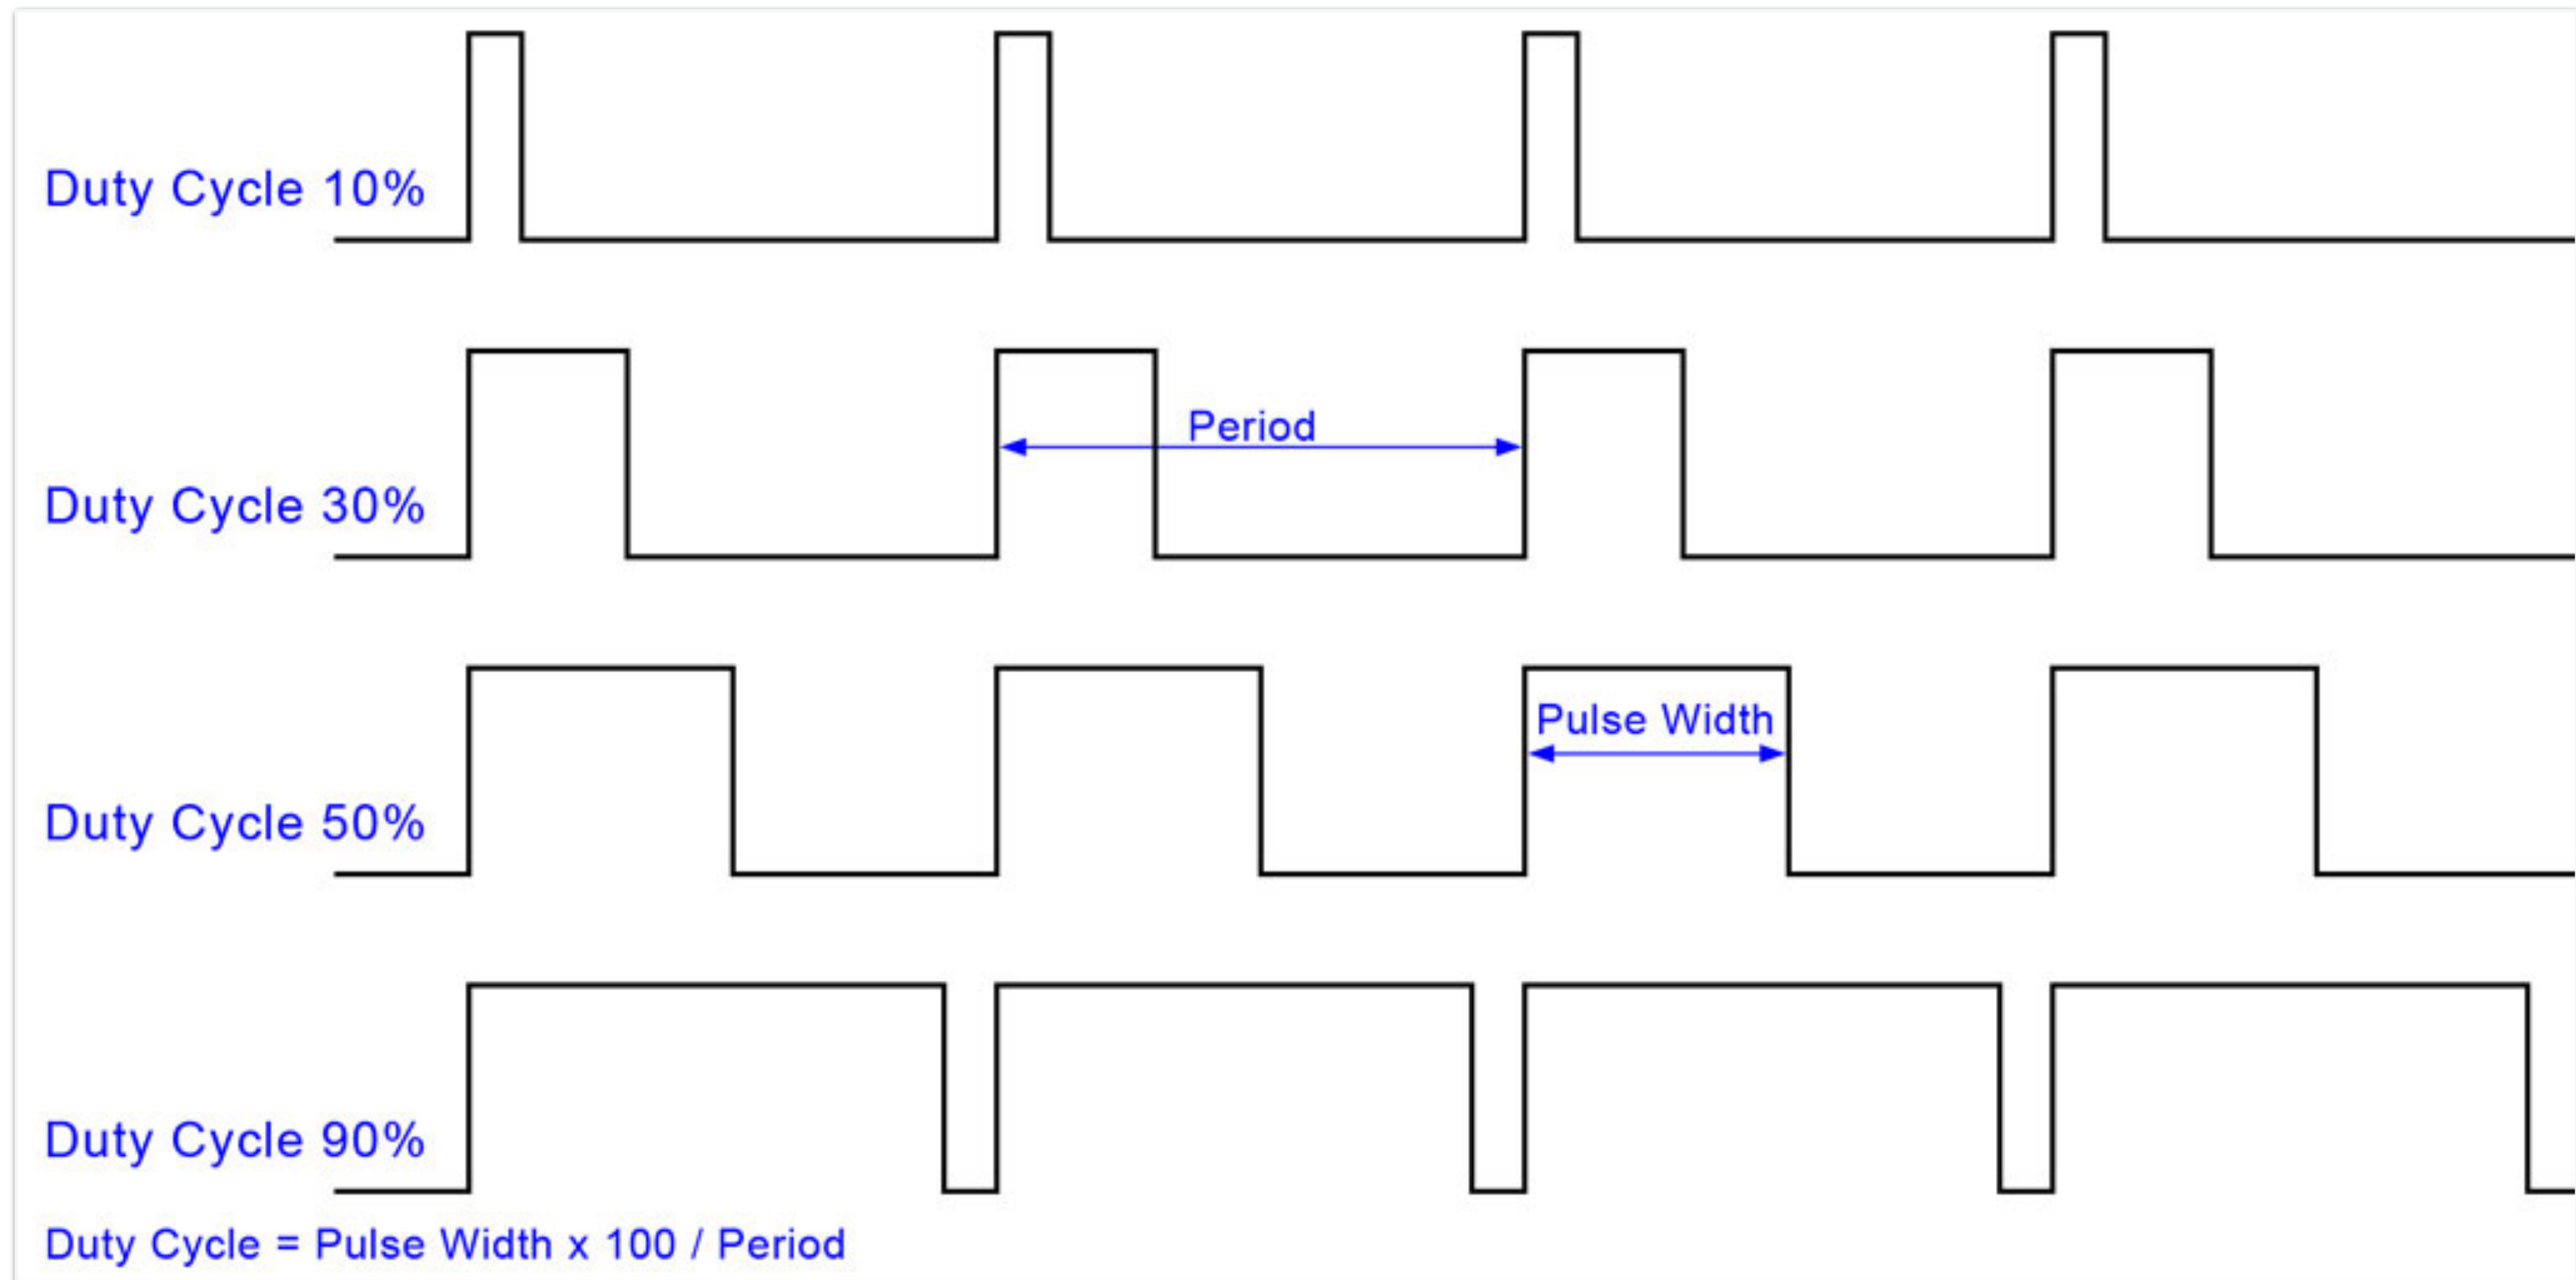 Duty Cycle 10%
Period
Duty Cycle 30%
Pulse Width
Duty Cycle 50%
Duty Cycle 90%
Duty Cycle = Pulse Width x 100 / Period